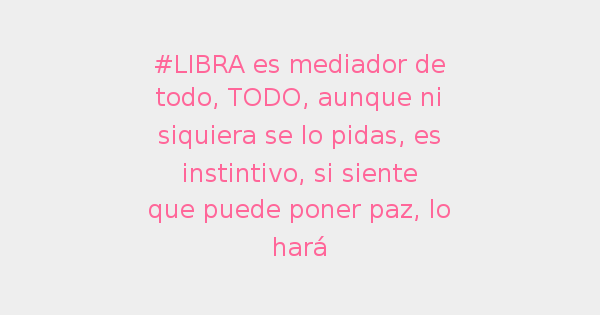 #LIBRA es mediador de
todo, TODO, aunque ni
siquiera se lo pidas, es
instintivo, si siente
que puede poner paz, lo
hará